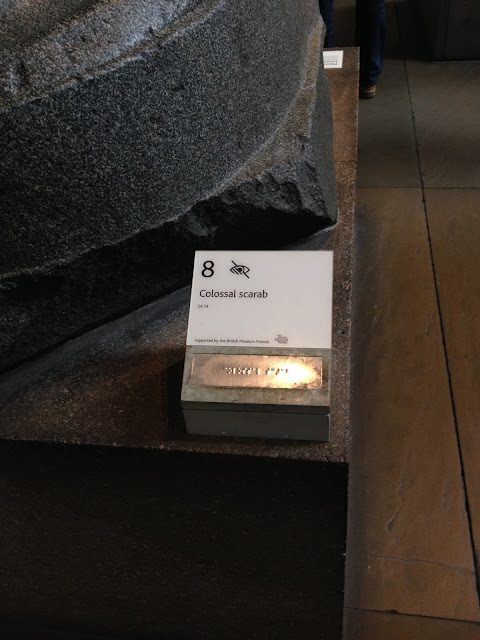 8
Colossal scarab
EA 74
supported by the British Museum Friends